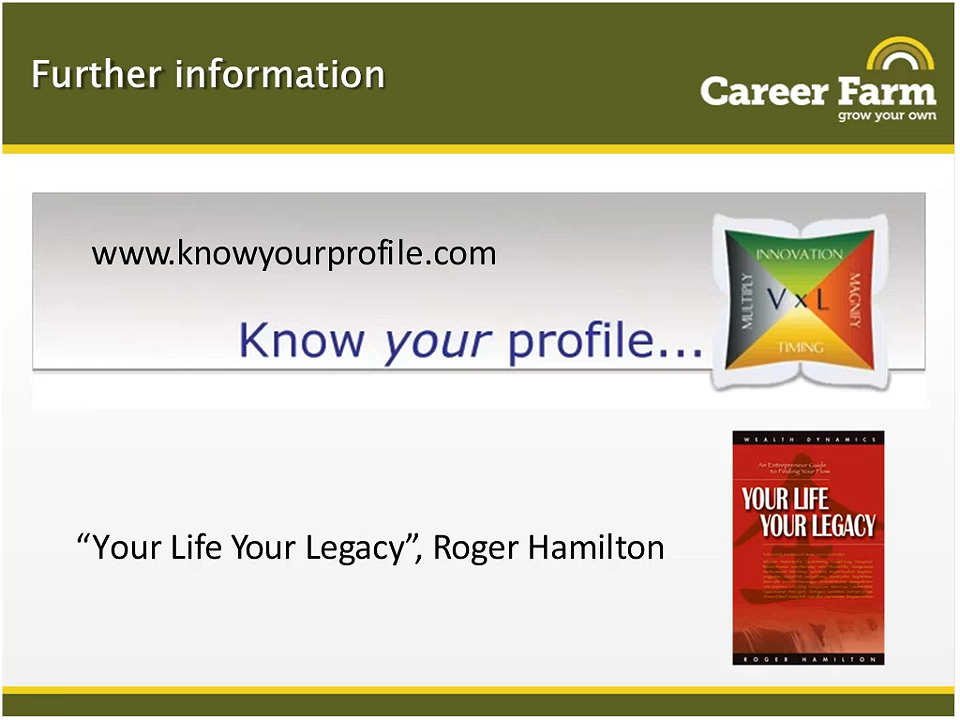 Further information
Career Farm
grow your own
www.knowyourprofile.com
Know your profile...
INNOVATION
MULTIPLY
V x L
MAGNIFY
TIMING
WEALTH DYNAMICS
An Entrepreneur Guide
to Finding Your Flow
YOUR LIFE
YOUR LEGACY
“Your Life Your Legacy”, Roger Hamilton
ROGER HAMILTON